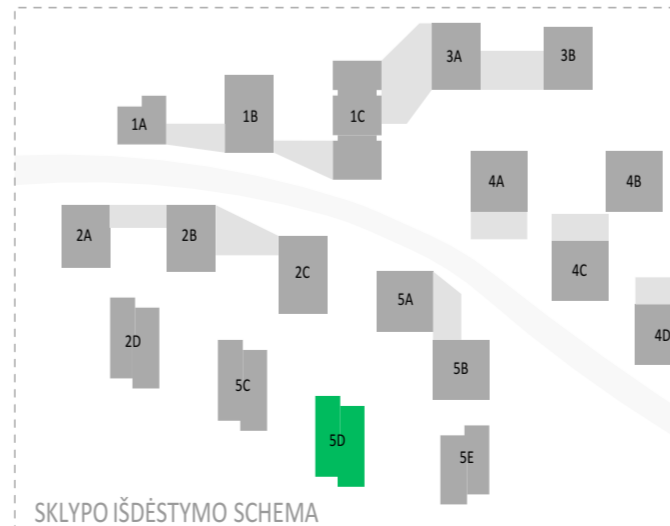 3A
3B
1A
1B
1C
4A
4B
2A
2B
2C
4C
5A
2D
5C
5B
4D
5D
5E
SKLYPO IŠDĖSTYMO SCHEMA